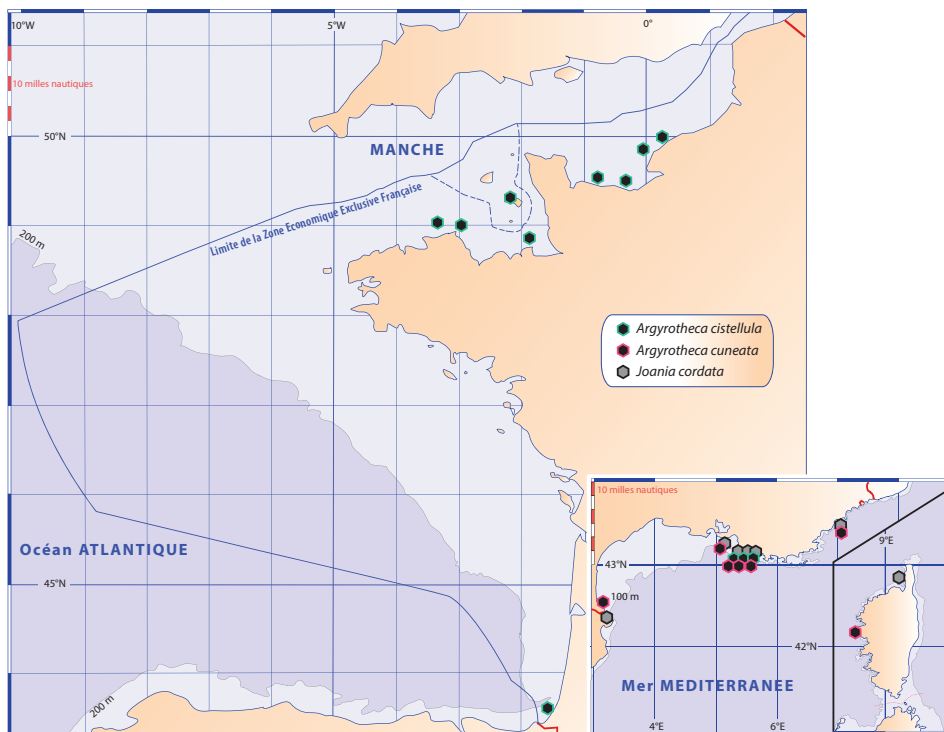 10°W
5°W
0°
10 milles nautiques
50°N
MANCHE
Limite de la Zone Economique Exclusive Française
200 m
Argyrotheca cistellula
Argyrotheca cuneata
Joania cordata
10 milles nautiques
Océan ATLANTIQUE
9°E
43°N
45°N
100 m
42°N
Mer MEDITERRANEE
200 m
4°E
6°E